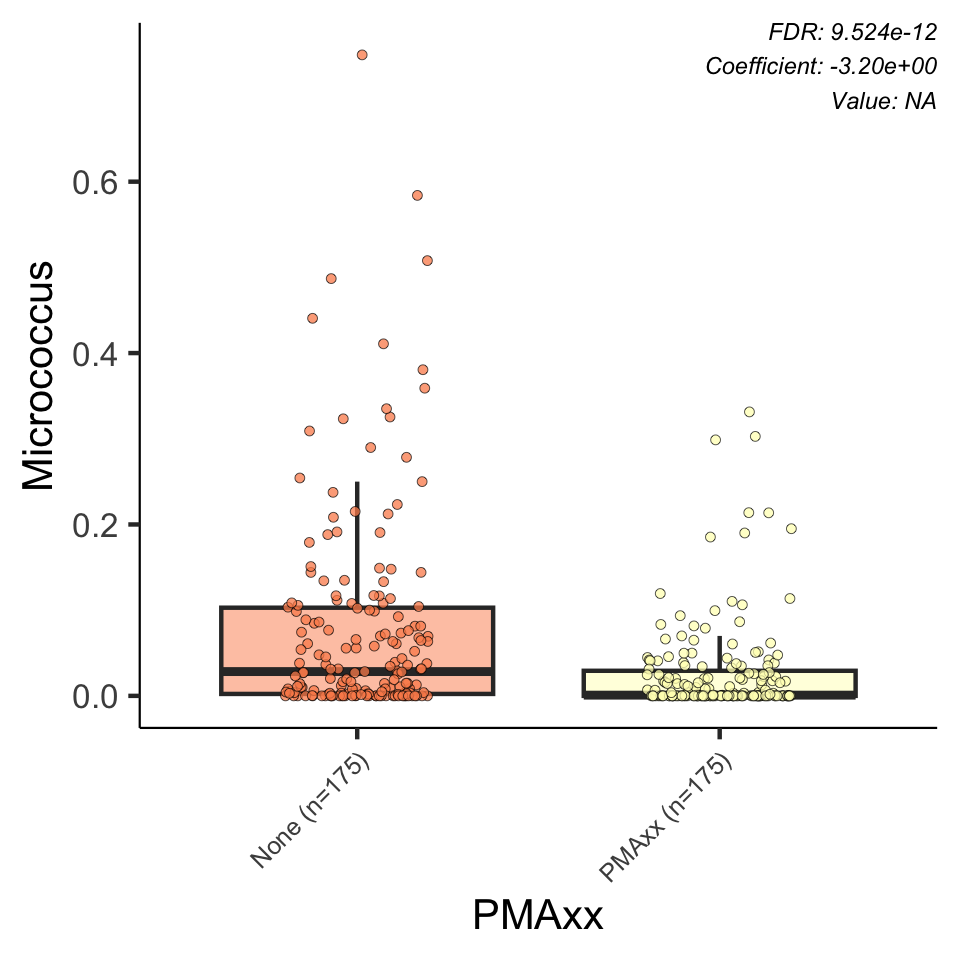 FDR: 9.524e-12
Coefficient: -3.20e+00
Value: NA
Micrococcus
0.6
0.4
0.2
0.0
None (n=175)
PMAxx (n=175)
PMAxx